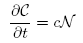 ∂𝒞/∂t = c𝒩